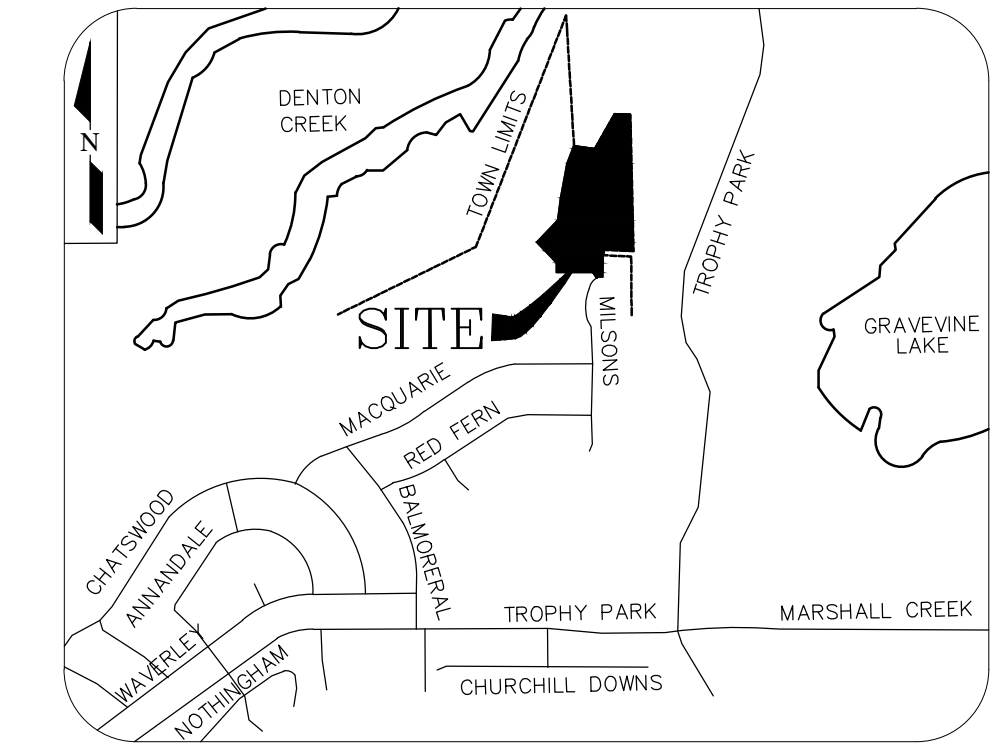 N
DENTON
CREEK
TOWN LIMITS
TROPHY PARK
GRAVEVINE
LAKE
SITE
MILSONS
MACQUARIE
RED FERN
BALMORERAL
CHATSWOOD
ANNANDALE
WAVERLEY
NOTHINGHAM
TROPHY PARK
MARSHALL CREEK
CHURCHILL DOWNS